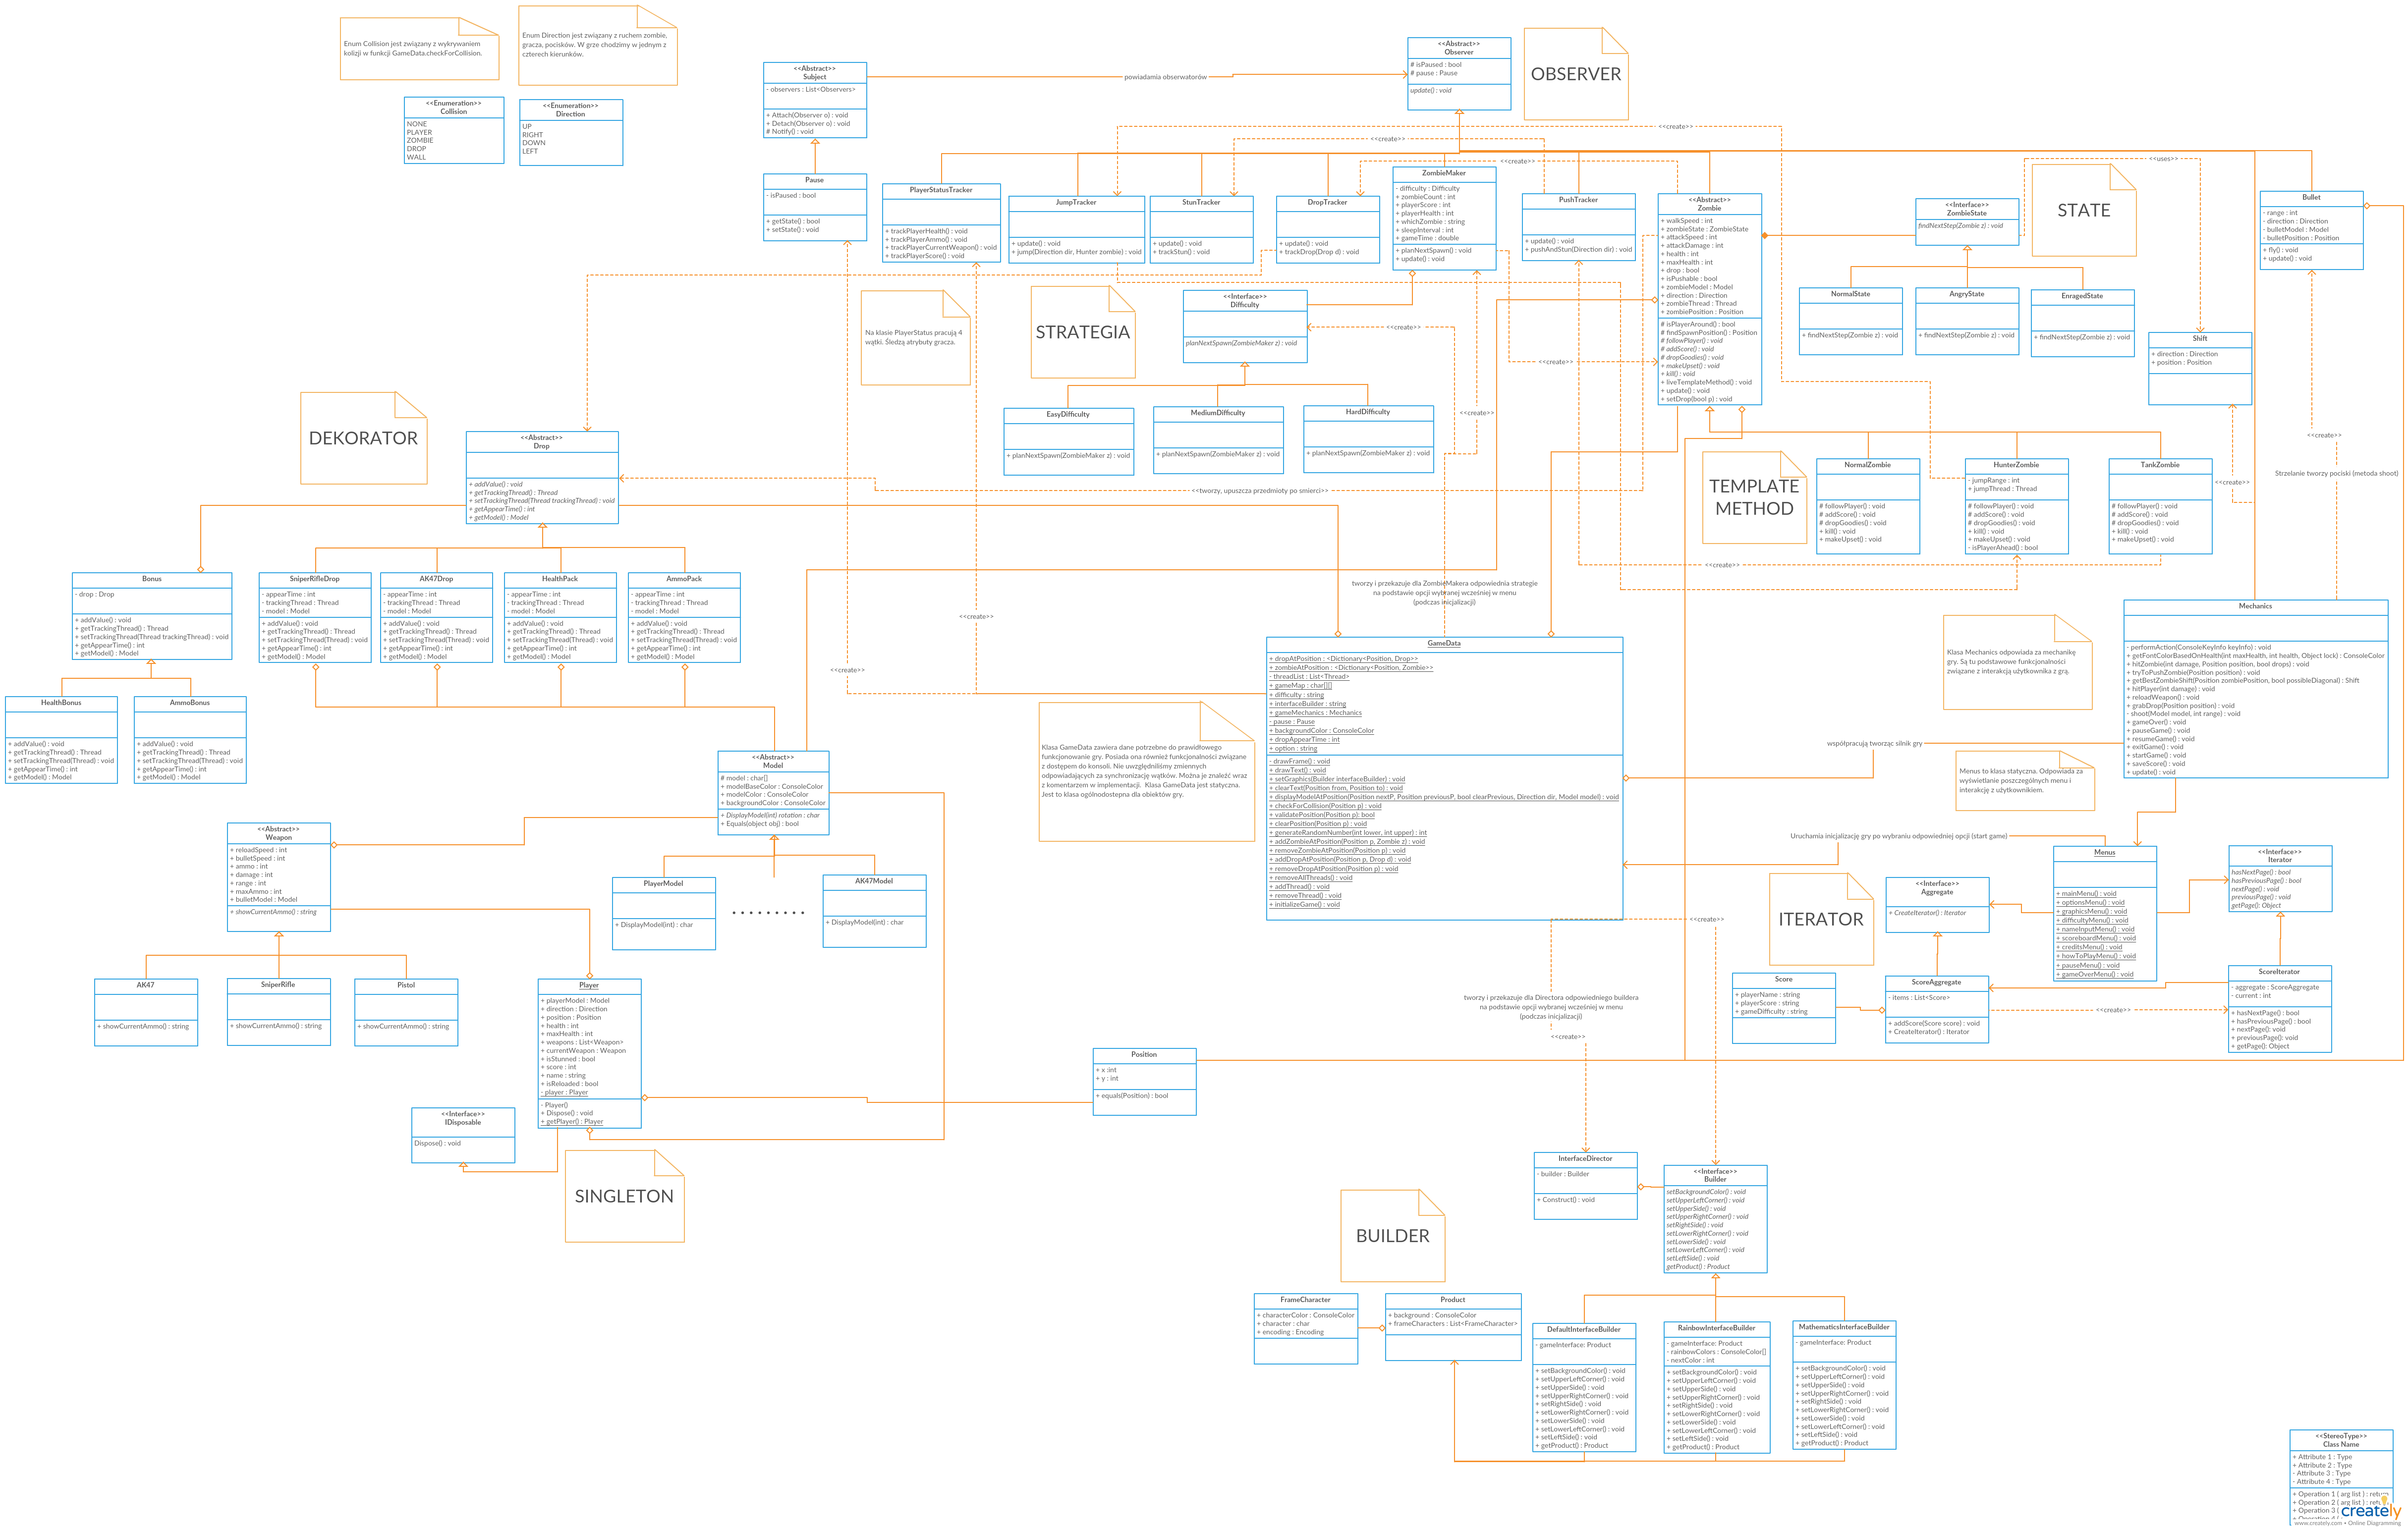 Enum Collision jest związany z wykrywaniem
kolizji w funkcji GameData.checkForCollision.
Enum Direction jest związany z ruchem zombie,
gracza, pocisków. W grze chodzimy w jednym z
czterech kierunków.
<<Enumeration>>
Collision
NONE
PLAYER
ZOMBIE
DROP
WALL
<<Enumeration>>
Direction
UP
RIGHT
DOWN
LEFT
<<Abstract>>
Subject
- observers : List<Observers>
+ Attach(Observer o) : void
+ Detach(Observer o) : void
# Notify() : void
powiadamia obserwatorów
<<Abstract>>
Observer
# isPaused : bool
# pause : Pause
update() : void
OBSERVER
Pause
- isPaused : bool
+ getState() : bool
+ setState() : void
PlayerStatusTracker
+ trackPlayerHealth() : void
+ trackPlayerAmmo() : void
+ trackPlayerCurrentWeapon() : void
+ trackPlayerScore() : void
JumpTracker
+ update() : void
+ jump(Direction dir, Hunter zombie) : void
StunTracker
+ update() : void
+ trackStun() : void
DropTracker
+ update() : void
+ trackDrop(Drop d) : void
ZombieMaker
- difficulty : Difficulty
+ zombieCount : int
+ playerScore : int
+ playerHealth : int
+ whichZombie : string
+ sleepInterval : int
+ gameTime : double
+ planNextSpawn() : void
+ update() : void
PushTracker
+ update() : void
+ pushAndStun(Direction dir) : void
<<create>>
<<create>>
<<create>>
<<Abstract>>
Zombie
+ walkSpeed : int
+ zombieState : ZombieState
+ attackSpeed : int
+ attackDamage : int
+ health : int
+ maxHealth : int
+ drop : bool
+ isPushable : bool
+ zombieModel : Model
+ direction : Direction
+ zombieThread : Thread
+ zombiePosition : Position
# isPlayerAround() : bool
# findSpawnPosition() : Position
# followPlayer() : void
# addScore() : void
# dropGoodies() : void
+ makeUpset() : void
+ kill() : void
+ liveTemplateMethod() : void
+ update() : void
+ setDrop(bool p) : void
<<Interface>>
ZombieState
findNextStep(Zombie z) : void
STATE
<<uses>>
NormalState
+ findNextStep(Zombie z) : void
AngryState
+ findNextStep(Zombie z) : void
EnragedState
+ findNextStep(Zombie z) : void
Shift
+ direction : Direction
+ position : Position
Bullet
- range : int
- direction : Direction
- bulletModel : Model
- bulletPosition : Position
+ fly() : void
+ update() : void
Na klasie PlayerStatus pracują 4
wątki. Śledzą atrybuty gracza.
STRATEGIA
<<Interface>>
Difficulty
planNextSpawn(ZombieMaker z) : void
<<create>>
<<create>>
<<create>>
EasyDifficulty
+ planNextSpawn(ZombieMaker z) : void
MediumDifficulty
+ planNextSpawn(ZombieMaker z) : void
HardDifficulty
+ planNextSpawn(ZombieMaker z) : void
DEKORATOR
<<Abstract>>
Drop
+ addValue() : void
+ getTrackingThread() : Thread
+ setTrackingThread(Thread trackingThread) : void
+ getAppearTime() : int
+ getModel() : Model
<<tworzy, upuszcza przedmioty po smierci>>
TEMPLATE
METHOD
NormalZombie
# followPlayer() : void
# addScore() : void
# dropGoodies() : void
+ kill() : void
+ makeUpset() : void
HunterZombie
- jumpRange : int
+ jumpThread : Thread
# followPlayer() : void
# addScore() : void
# dropGoodies() : void
+ kill() : void
+ makeUpset() : void
- isPlayerAhead() : bool
TankZombie
# followPlayer() : void
# addScore() : void
# dropGoodies() : void
+ kill() : void
+ makeUpset() : void
<<create>>
<<create>>
<<create>>
Strzelanie tworzy pociski (metoda shoot)
Bonus
- drop : Drop
+ addValue() : void
+ getTrackingThread() : Thread
+ setTrackingThread(Thread trackingThread) : void
+ getAppearTime() : int
+ getModel() : Model
SniperRifleDrop
- appearTime : int
- trackingThread : Thread
- model : Model
+ addValue() : void
+ getTrackingThread() : Thread
+ setTrackingThread(Thread) : void
+ getAppearTime() : int
+ getModel() : Model
AK47Drop
- appearTime : int
- trackingThread : Thread
- model : Model
+ addValue() : void
+ getTrackingThread() : Thread
+ setTrackingThread(Thread) : void
+ getAppearTime() : int
+ getModel() : Model
HealthPack
- appearTime : int
- trackingThread : Thread
- model : Model
+ addValue() : void
+ getTrackingThread() : Thread
+ setTrackingThread(Thread) : void
+ getAppearTime() : int
+ getModel() : Model
AmmoPack
- appearTime : int
- trackingThread : Thread
- model : Model
+ addValue() : void
+ getTrackingThread() : Thread
+ setTrackingThread(Thread) : void
+ getAppearTime() : int
+ getModel() : Model
HealthBonus
+ addValue() : void
+ getTrackingThread() : Thread
+ setTrackingThread(Thread) : void
+ getAppearTime() : int
+ getModel() : Model
AmmoBonus
+ addValue() : void
+ getTrackingThread() : Thread
+ setTrackingThread(Thread) : void
+ getAppearTime() : int
+ getModel() : Model
<<create>>
<<create>>
tworzy i przekazuje dla ZombieMakera odpowiednia strategie
na podstawie opcji wybranej wcześniej w menu
(podczas inicjalizacji)
GameData
+ dropAtPosition : <Dictionary<Position, Drop>>
+ zombieAtPosition : <Dictionary<Position, Zombie>>
- threadList : List<Thread>
+ gameMap : char[][]
+ difficulty : string
+ interfaceBuilder : string
+ gameMechanics : Mechanics
- pause : Pause
+ backgroundColor : ConsoleColor
+ dropAppearTime : int
+ option : string
- drawFrame() : void
+ drawText() : void
+ setGraphics(Builder interfaceBuilder) : void
+ clearText(Position from, Position to) : void
+ displayModelAtPosition(Position nextP, Position previousP, bool clearPrevious, Direction dir, Model model) : void
+ checkForCollision(Position p) : void
+ validatePosition(Position p): bool
+ clearPosition(Position p) : void
+ generateRandomNumber(int lower, int upper) : int
+ addZombieAtPosition(Position p, Zombie z) : void
+ removeZombieAtPosition(Position p) : void
+ addDropAtPosition(Position p, Drop d) : void
+ removeDropAtPosition(Position p) : void
+ removeAllThreads() : void
+ addThread() : void
+ removeThread() : void
+ initializeGame() : void
Klasa GameData zawiera dane potrzebne do prawidłowego
funkcjonowanie gry. Posiada ona również funkcjonalności związane
z dostępem do konsoli. Nie uwzględniliśmy zmiennych
odpowiadających za synchronizację wątków. Można je znaleźć wraz
z komentarzem w implementacji. Klasa GameData jest statyczna.
Jest to klasa ogólnodostepna dla obiektów gry.
Klasa Mechanics odpowiada za mechanikę
gry. Są tu podstawowe funkcjonalności
związane z interakcją użytkownika z grą.
Mechanics
- performAction(ConsoleKeyInfo keyInfo) : void
+ getFontColorBasedOnHealth(int maxHealth, int health, Object lock) : ConsoleColor
+ hitZombie(int damage, Position position, bool drops) : void
+ tryToPushZombie(Position position) : void
+ getBestZombieShift(Position zombiePosition, bool possibleDiagonal) : Shift
+ hitPlayer(int damage) : void
+ reloadWeapon() : void
+ grabDrop(Position position) : void
- shoot(Model model, int range) : void
+ gameOver() : void
+ pauseGame() : void
+ resumeGame() : void
+ exitGame() : void
+ startGame() : void
+ saveScore() : void
+ update() : void
współpracują tworząc silnik gry
Menus to klasa statyczna. Odpowiada za
wyświetlanie poszczególnych menu i
interakcję z użytkownikiem.
<<Abstract>>
Model
# model : char[]
+ modelBaseColor : ConsoleColor
+ modelColor : ConsoleColor
+ backgroundColor : ConsoleColor
+ DisplayModel(int) rotation : char
+ Equals(object obj) : bool
PlayerModel
+ DisplayModel(int) : char
.........
AK47Model
+ DisplayModel(int) : char
<<Abstract>>
Weapon
+ reloadSpeed : int
+ bulletSpeed : int
+ ammo : int
+ damage : int
+ range : int
+ maxAmmo : int
+ bulletModel : Model
+ showCurrentAmmo() : string
AK47
+ showCurrentAmmo() : string
SniperRifle
+ showCurrentAmmo() : string
Pistol
+ showCurrentAmmo() : string
Player
+ playerModel : Model
+ direction : Direction
+ position : Position
+ health : int
+ maxHealth : int
+ weapons : List<Weapon>
+ currentWeapon : Weapon
+ isStunned : bool
+ score : int
+ name : string
+ isReloaded : bool
- player : Player
- Player()
+ Dispose() : void
+ getPlayer() : Player
<<Interface>>
IDisposable
Dispose() : void
SINGLETON
Position
+ x :int
+ y : int
+ equals(Position) : bool
Uruchamia inicjalizację gry po wybraniu odpowiedniej opcji (start game)
Menus
+ mainMenu() : void
+ optionsMenu() : void
+ graphicsMenu() : void
+ difficultyMenu() : void
+ nameInputMenu() : void
+ scoreboardMenu() : void
+ creditsMenu() : void
+ howToPlayMenu() : void
+ pauseMenu() : void
+ gameOverMenu() : void
<<Interface>>
Iterator
hasNextPage() : bool
hasPreviousPage() : bool
nextPage() : void
previousPage() : void
getPage(): Object
ITERATOR
<<Interface>>
Aggregate
+ CreateIterator() : Iterator
Score
+ playerName : string
+ playerScore : string
+ gameDifficulty : string
ScoreAggregate
- items : List<Score>
+ addScore(Score score) : void
+ CreateIterator() : Iterator
<<create>>
ScoreIterator
- aggregate : ScoreAggregate
- current : int
+ hasNextPage() : bool
+ hasPreviousPage() : bool
+ nextPage(): void
+ previousPage(): void
+ getPage(): Object
<<create>>
tworzy i przekazuje dla Directora odpowiedniego buildera
na podstawie opcji wybranej wcześniej w menu
(podczas inicjalizacji)
<<create>>
InterfaceDirector
- builder : Builder
+ Construct() : void
<<Interface>>
Builder
setBackgroundColor() : void
setUpperLeftCorner() : void
setUpperSide() : void
setUpperRightCorner() : void
setRightSide() : void
setLowerRightCorner() : void
setLowerSide() : void
setLowerLeftCorner() : void
setLeftSide() : void
getProduct() : Product
BUILDER
FrameCharacter
+ characterColor : ConsoleColor
+ character : char
+ encoding : Encoding
Product
+ background : ConsoleColor
+ frameCharacters : List<FrameCharacter>
DefaultInterfaceBuilder
- gameInterface: Product
+ setBackgroundColor() : void
+ setUpperLeftCorner() : void
+ setUpperSide() : void
+ setUpperRightCorner() : void
+ setRightSide() : void
+ setLowerRightCorner() : void
+ setLowerSide() : void
+ setLowerLeftCorner() : void
+ setLeftSide() : void
+ getProduct() : Product
RainbowInterfaceBuilder
- gameInterface: Product
- rainbowColors : ConsoleColor[]
- nextColor : int
+ setBackgroundColor() : void
+ setUpperLeftCorner() : void
+ setUpperSide() : void
+ setUpperRightCorner() : void
+ setRightSide() : void
+ setLowerRightCorner() : void
+ setLowerSide() : void
+ setLowerLeftCorner() : void
+ setLeftSide() : void
+ getProduct() : Product
MathematicsInterfaceBuilder
- gameInterface: Product
+ setBackgroundColor() : void
+ setUpperLeftCorner() : void
+ setUpperSide() : void
+ setUpperRightCorner() : void
+ setRightSide() : void
+ setLowerRightCorner() : void
+ setLowerSide() : void
+ setLowerLeftCorner() : void
+ setLeftSide() : void
+ getProduct() : Product
<<StereoType>>
Class Name
+ Attribute 1 : Type
+ Attribute 2 : Type
- Attribute 3 : Type
- Attribute 4 : Type
+ Operation 1 ( arg list ) :
+ Operation 2 ( arg list ) :
+ Operation 3 (
creately
www.creately.com • Online Diagramming